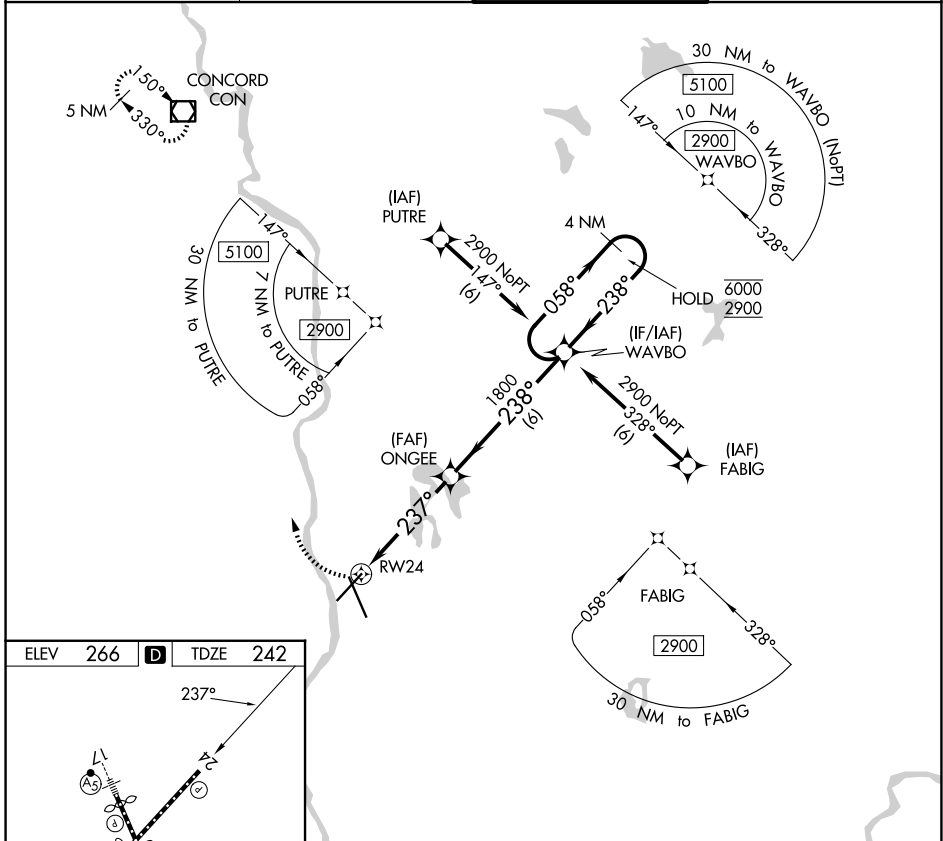 CONCORD
CON
150°
330°
5 NM
30 NM to WAVBO (NoPT)
5100
10 NM to WAVBO
2900
WAVBO
147°
328°
(IAF)
PUTRE
2900 NoPT
147°
(6)
4 NM
058°
238°
HOLD
6000
2900
(IF/IAF)
WAVBO
147°
5100
30 NM to PUTRE
7 NM to PUTRE
PUTRE
2900
058°
1800
238°
(6)
2900 NoPT
328°
(6)
(IAF)
FABIG
(FAF)
ONGEE
237°
RW24
058°
FABIG
328°
2900
30 NM to FABIG
ELEV 266 D TDZE 242
237°
17
24
A5
P
P